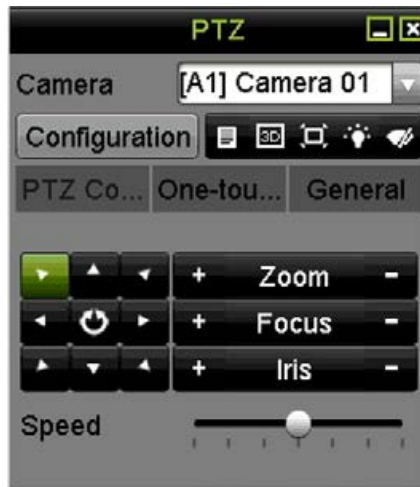 PTZ
Camera [A1] Camera 01
Configuration 3D
PTZ Co... One-tou... General
+ Zoom -
+ Focus -
+ Iris -
Speed